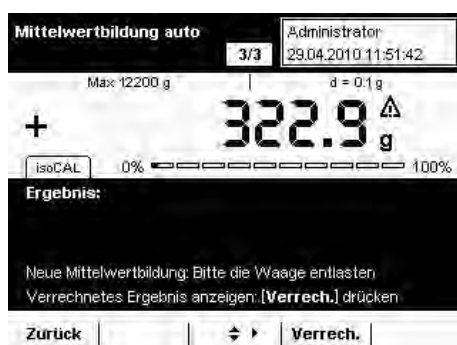 Mittelwertbildung auto
Administrator
3/3
29.04.2010 11:51:42
Max 12200 g
d = 0.1 g
+ 322.9 g
isoCAL 0% 100%
Ergebnis:
Neue Mittelwertbildung: Bitte die Waage entlasten
Verrechnetes Ergebnis anzeigen: [Verrech.] drücken
Zurück
Verrech.